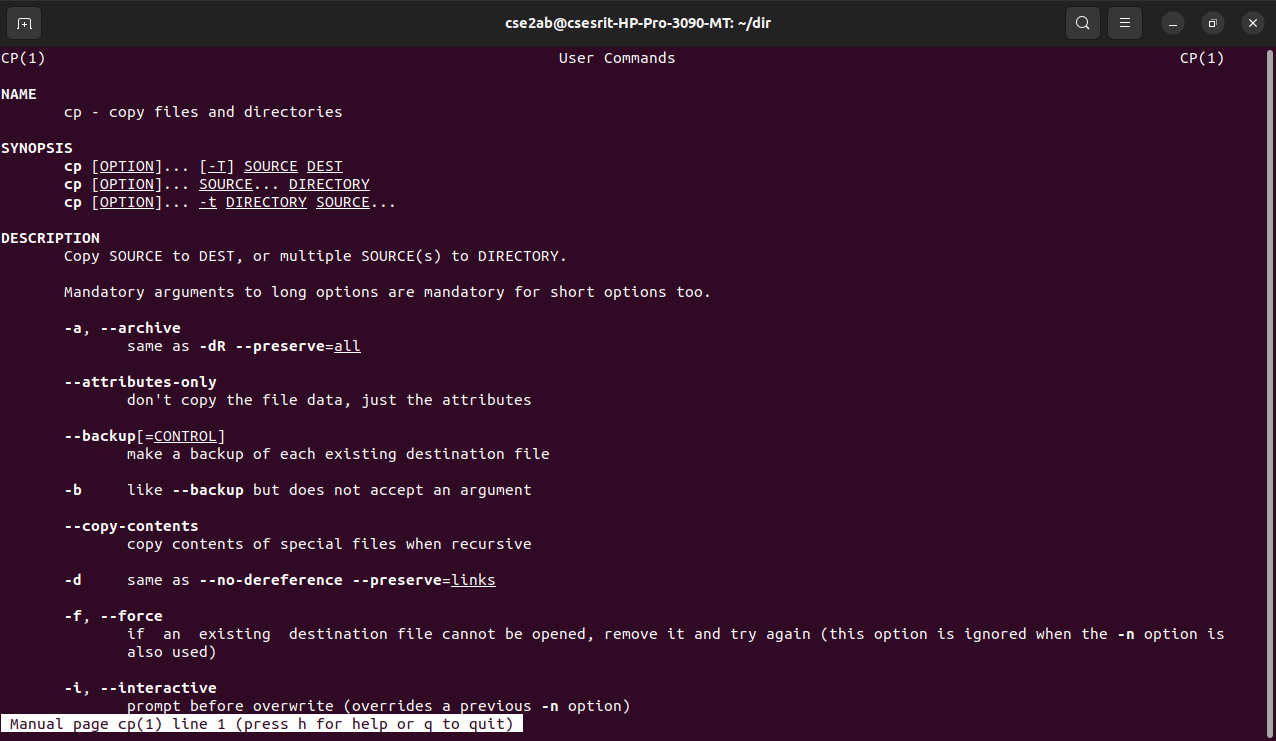 cse2ab@csesrit-HP-Pro-3090-MT: ~/dir
CP(1) User Commands CP(1)
NAME
cp - copy files and directories
SYNOPSIS
cp [OPTION]... [-T] SOURCE DEST
cp [OPTION]... SOURCE... DIRECTORY
cp [OPTION]... -t DIRECTORY SOURCE...
DESCRIPTION
Copy SOURCE to DEST, or multiple SOURCE(s) to DIRECTORY.
Mandatory arguments to long options are mandatory for short options too.
-a, --archive
same as -dR --preserve=all
--attributes-only
don't copy the file data, just the attributes
--backup[=CONTROL]
make a backup of each existing destination file
-b like --backup but does not accept an argument
--copy-contents
copy contents of special files when recursive
-d same as --no-dereference --preserve=links
-f, --force
if an existing destination file cannot be opened, remove it and try again (this option is ignored when the -n option is
also used)
-i, --interactive
prompt before overwrite (overrides a previous -n option)
Manual page cp(1) line 1 (press h for help or q to quit)